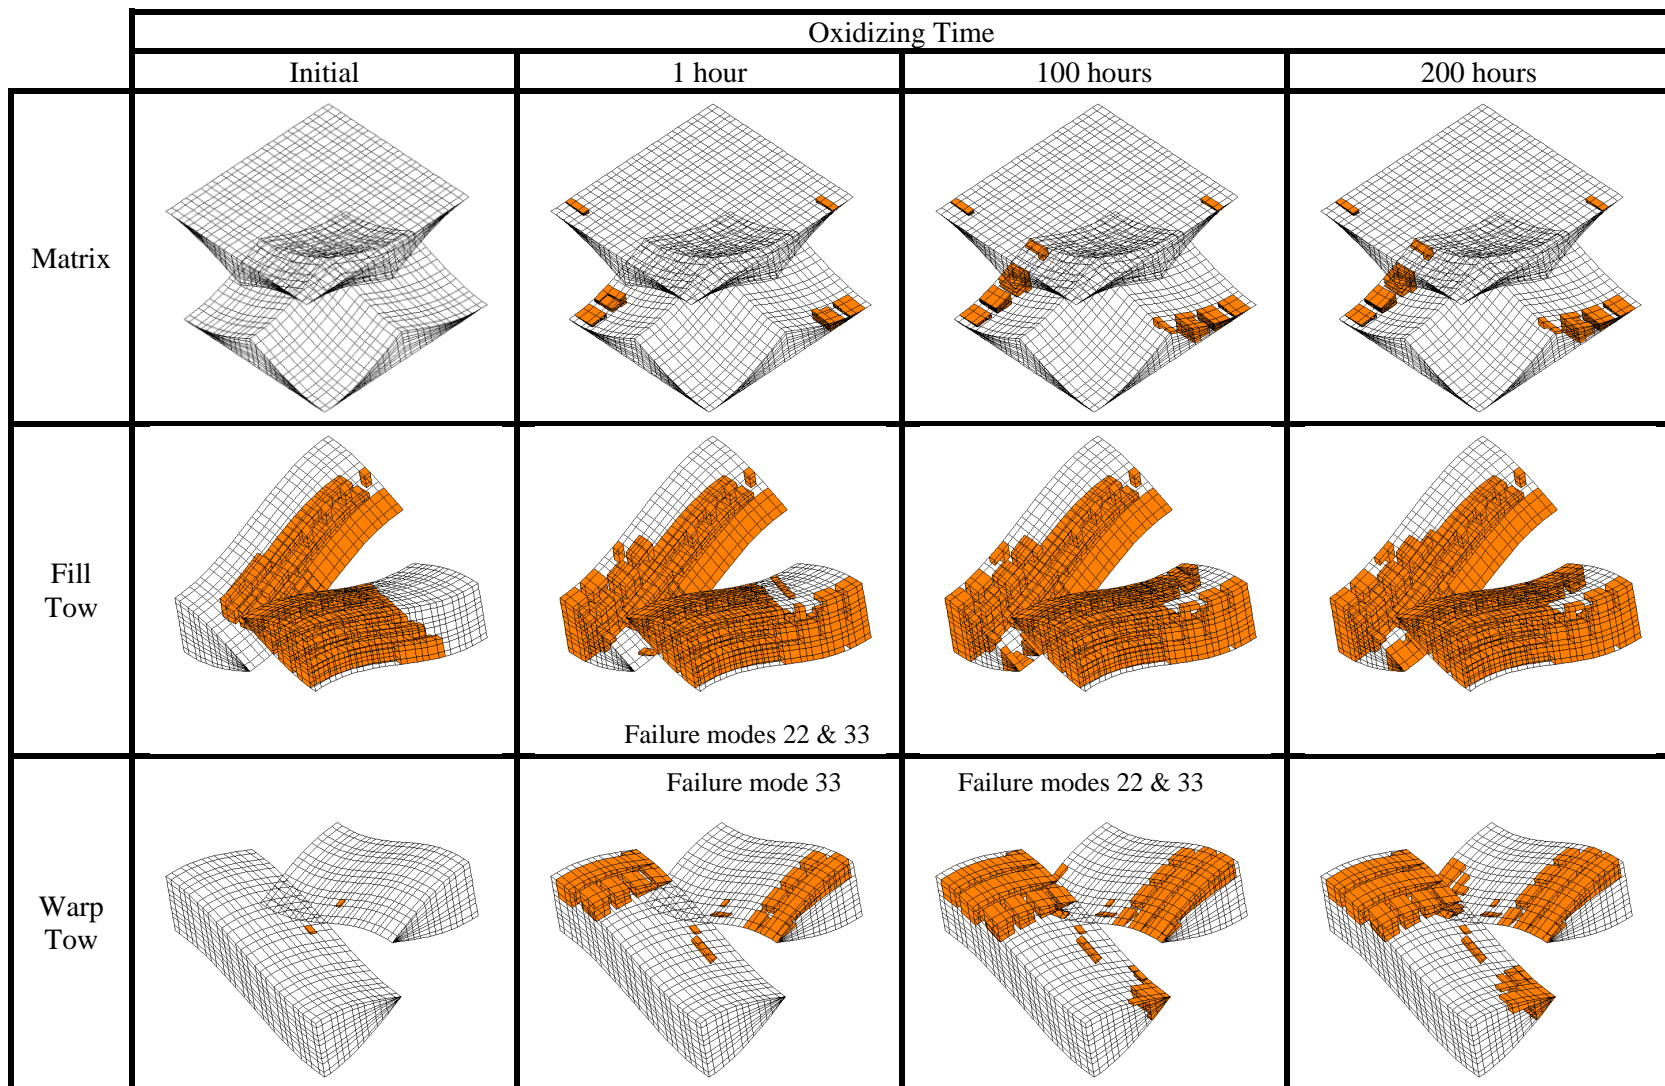 Oxidizing Time
Initial
1 hour
100 hours
200 hours
Matrix
Fill
Tow
Failure modes 22 & 33
Warp
Tow
Failure mode 33
Failure modes 22 & 33